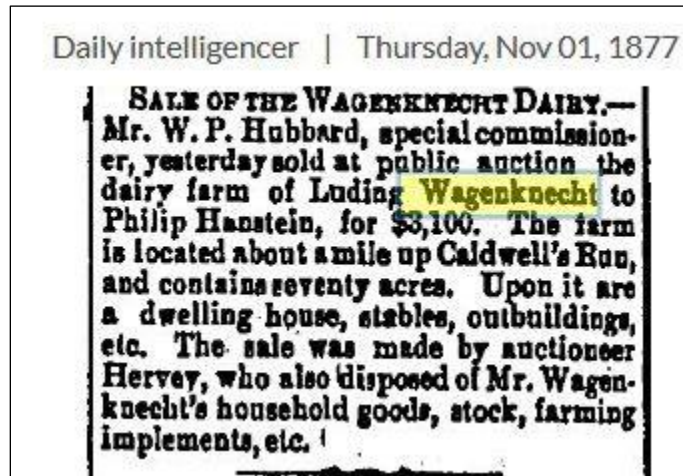 Daily intelligencer | Thursday, Nov 01, 1877
SALE OF THE WAGENKNECHT DAIRY.—
Mr. W. P. Hubbard, special commission-
er, yesterday sold at public auction the
dairy farm of Luding Wagenknecht to
Philip Hanstein, for $3,100. The farm
is located about a mile up Caldwell's Run,
and contains seventy acres. Upon it are
a dwelling house, stables, outbuildings,
etc. The sale was made by auctioneer
Hervey, who also disposed of Mr. Wagen-
knecht's household goods, stock, farming
implements, etc.